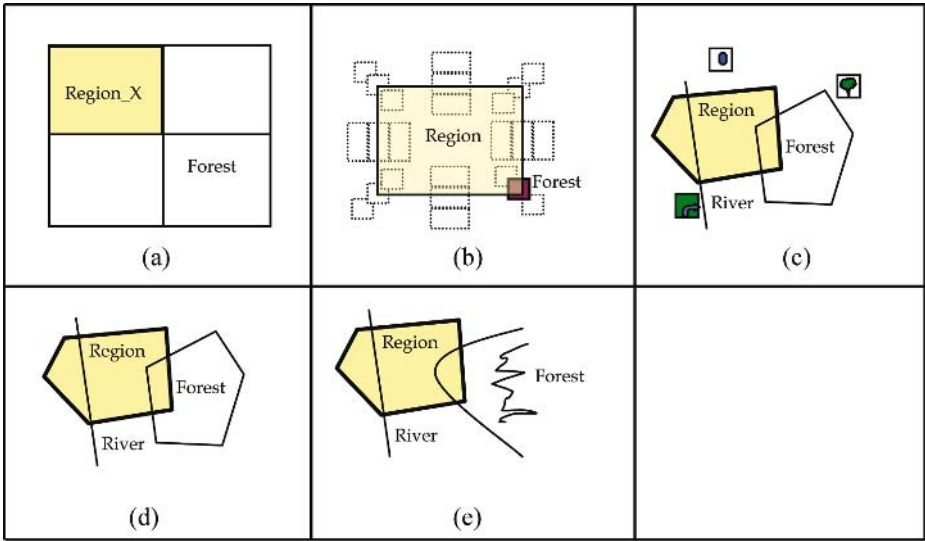 Region_X
Forest
(a)
Region
Forest
(b)
Region
Forest
River
(c)
Region
Forest
River
(d)
Region
Forest
River
(e)